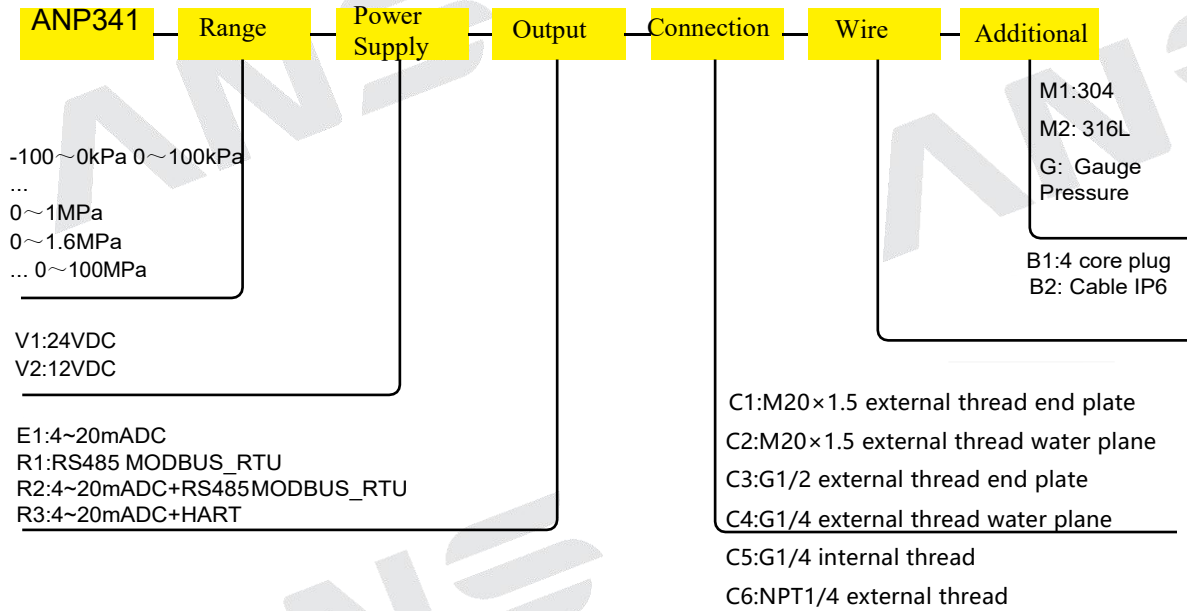 ANP341
Range
Power
Supply
Output
Connection
Wire
Additional
M1:304
M2: 316L
G: Gauge
Pressure
-100～0kPa 0～100kPa
...
0～1MPa
0～1.6MPa
... 0～100MPa
B1:4 core plug
B2: Cable IP6
V1:24VDC
V2:12VDC
E1:4~20mADC
R1:RS485 MODBUS_RTU
R2:4~20mADC+RS485MODBUS_RTU
R3:4~20mADC+HART
C1:M20×1.5 external thread end plate
C2:M20×1.5 external thread water plane
C3:G1/2 external thread end plate
C4:G1/4 external thread water plane
C5:G1/4 internal thread
C6:NPT1/4 external thread
ANS